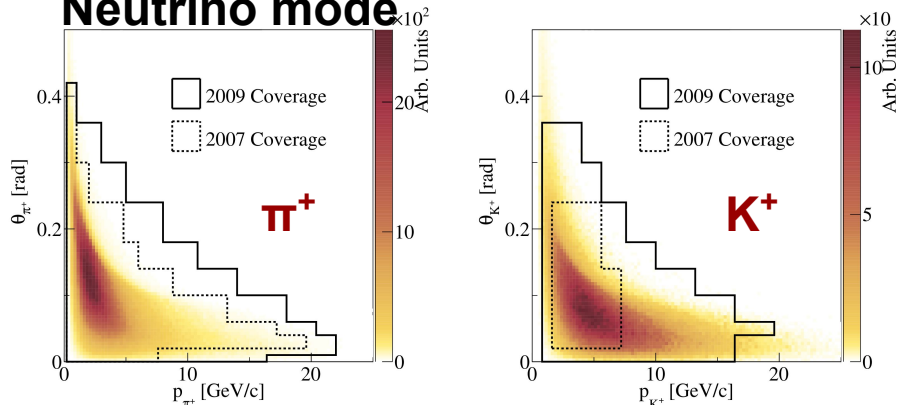 Neutrino mode
×10²
Arb. Units
20
10
0
0.4
0.2
0
θπ⁺ [rad]
2009 Coverage
2007 Coverage
π⁺
0 10 20
pπ⁺ [GeV/c]
×10
Arb. Units
10
5
0
0.4
0.2
0
θK⁺ [rad]
2009 Coverage
2007 Coverage
K⁺
0 10 20
pK⁺ [GeV/c]